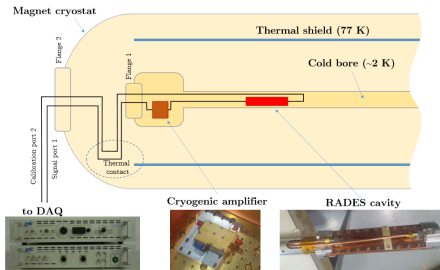 Magnet cryostat
Flange 2
Thermal shield (77 K)
Flange 1
Cold bore (~2 K)
Calibration port 2
Signal port 1
Thermal
contact
to DAQ
Cryogenic amplifier
RADES cavity